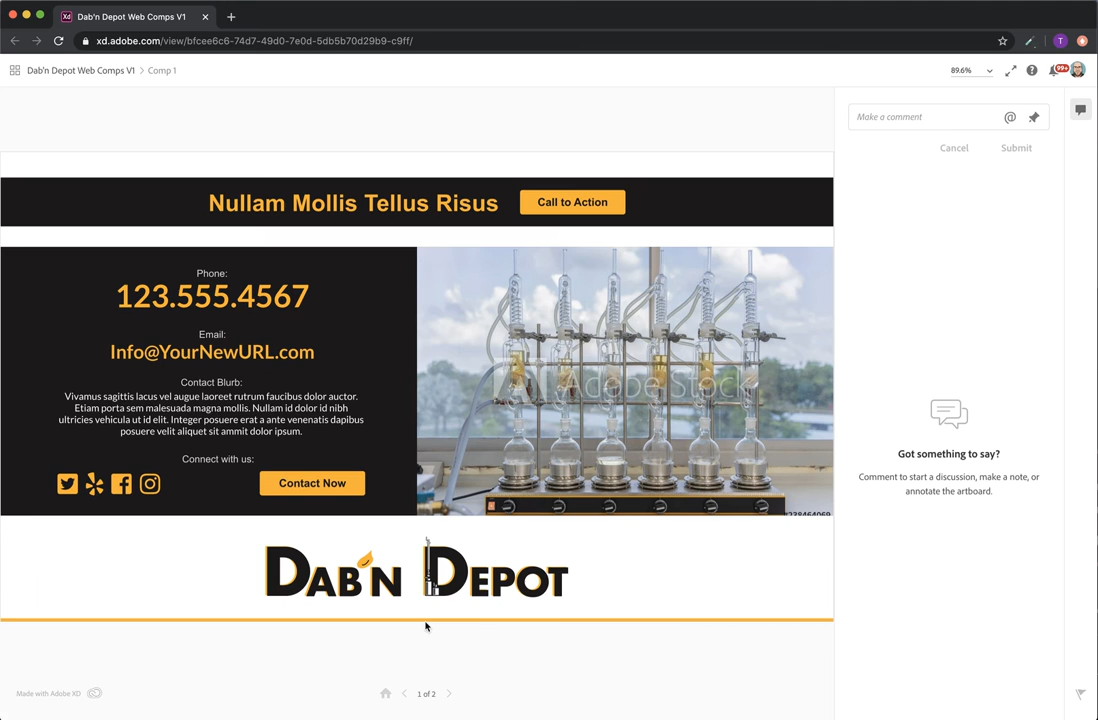 Dab'n Depot Web Comps V1
xd.adobe.com/view/bfcee6c6-74d7-49d0-7e0d-5db5b70d29b9-c9ff/
T
Dab'n Depot Web Comps V1 > Comp 1
89.6%
99+
Make a comment
Cancel
Submit
Nullam Mollis Tellus Risus
Call to Action
Phone:
123.555.4567
Email:
Info@YourNewURL.com
Contact Blurb:
Vivamus sagittis lacus vel augue laoreet rutrum faucibus dolor auctor.
Etiam porta sem malesuada magna mollis. Nullam id dolor id nibh
ultricies vehicula ut id elit. Integer posuere erat a ante venenatis dapibus
posuere velit aliquet sit ammit dolor ipsum.
Connect with us:
Contact Now
Adobe Stock
#238464069
Got something to say?
Comment to start a discussion, make a note, or
annotate the artboard.
DAB'N DEPOT
Made with Adobe XD
1 of 2